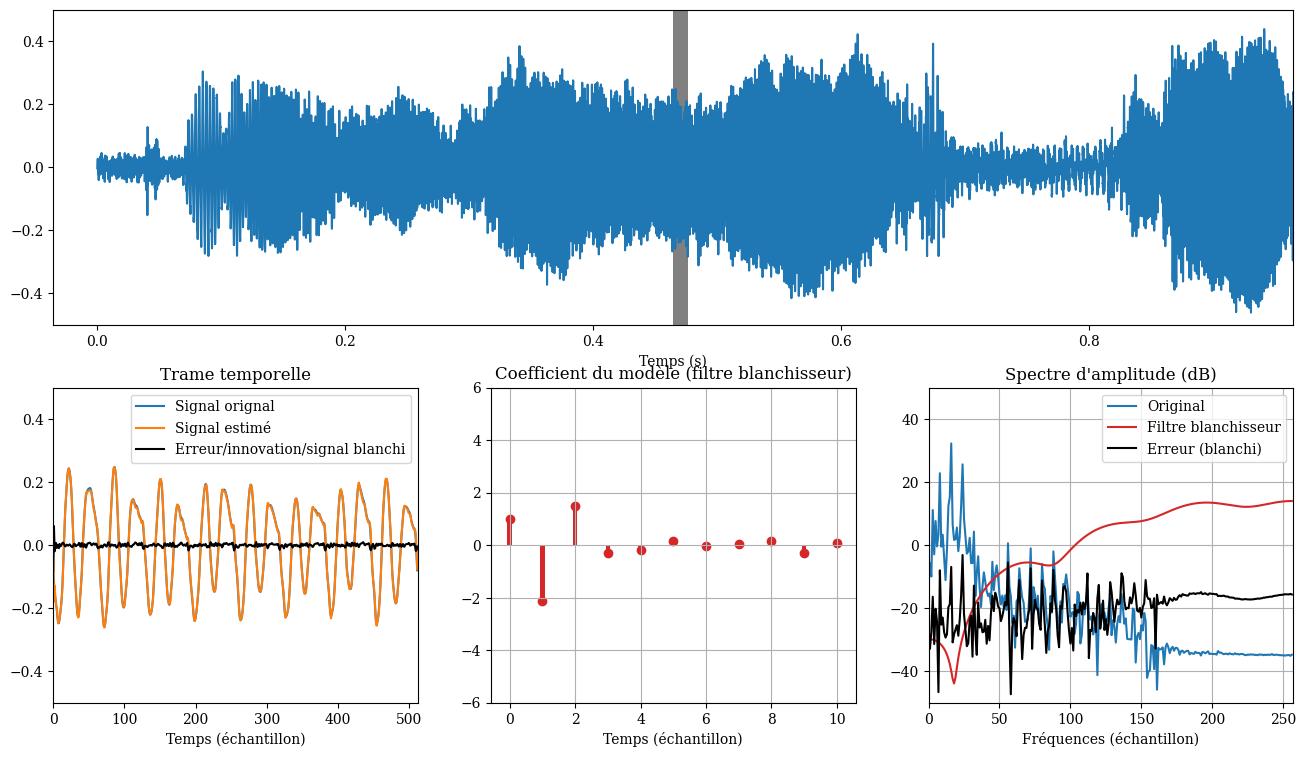 0.4
0.2
0.0
−0.2
−0.4
0.0 0.2 0.4 0.6 0.8
Temps (s)
Trame temporelle
0.4
0.2
0.0
−0.2
−0.4
0 100 200 300 400 500
Temps (échantillon)
Signal orignal
Signal estimé
Erreur/innovation/signal blanchi
Coefficient du modèle (filtre blanchisseur)
6
4
2
0
−2
−4
−6
0 2 4 6 8 10
Temps (échantillon)
Spectre d'amplitude (dB)
40
20
0
−20
−40
0 50 100 150 200 250
Fréquences (échantillon)
Original
Filtre blanchisseur
Erreur (blanchi)